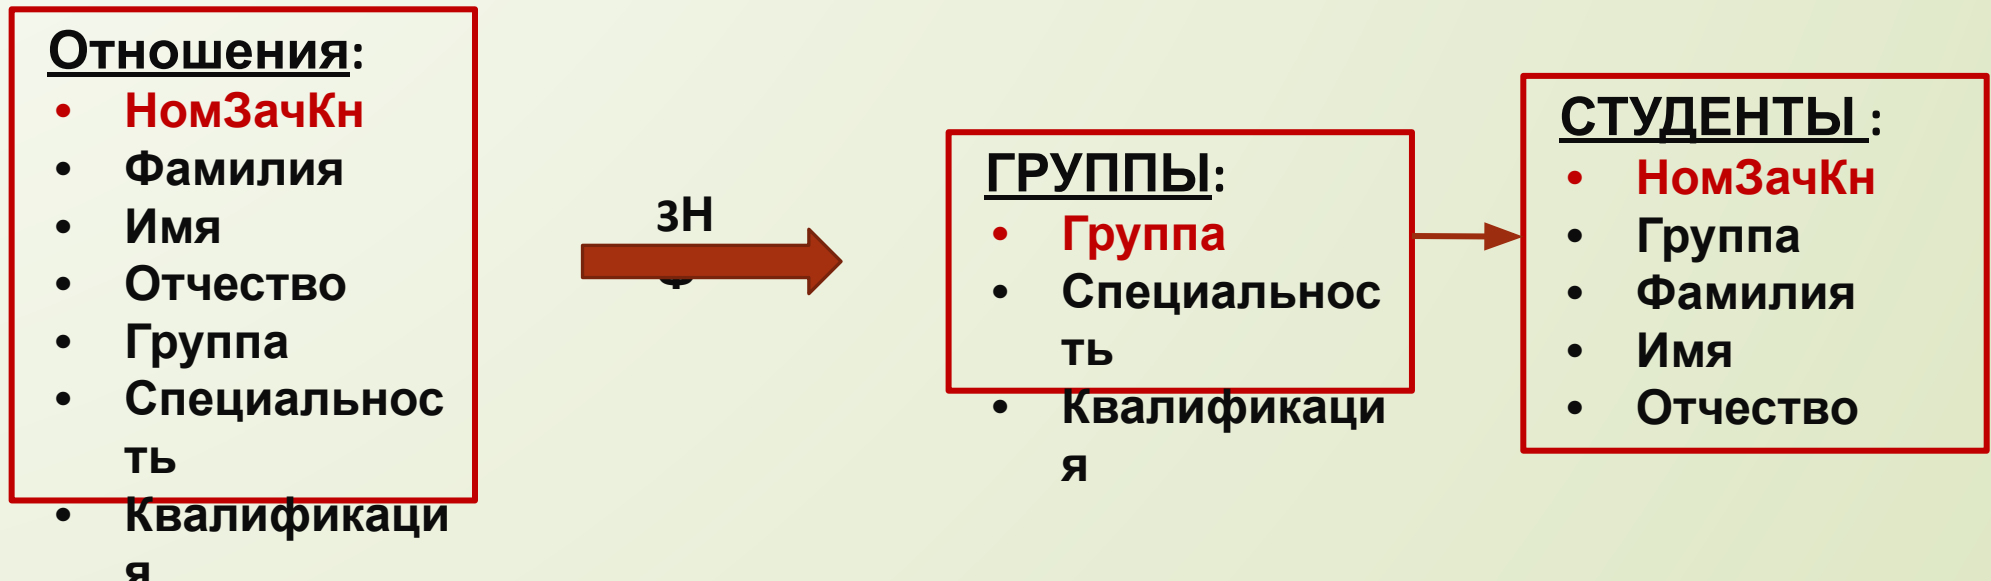 Отношения:
• НомЗачКн
• Фамилия
• Имя
• Отчество
• Группа
• Специальнос
ть
• Квалификаци
я
3Н
Ф
ГРУППЫ:
• Группа
• Специальнос
ть
• Квалификаци
я
СТУДЕНТЫ :
• НомЗачКн
• Группа
• Фамилия
• Имя
• Отчество